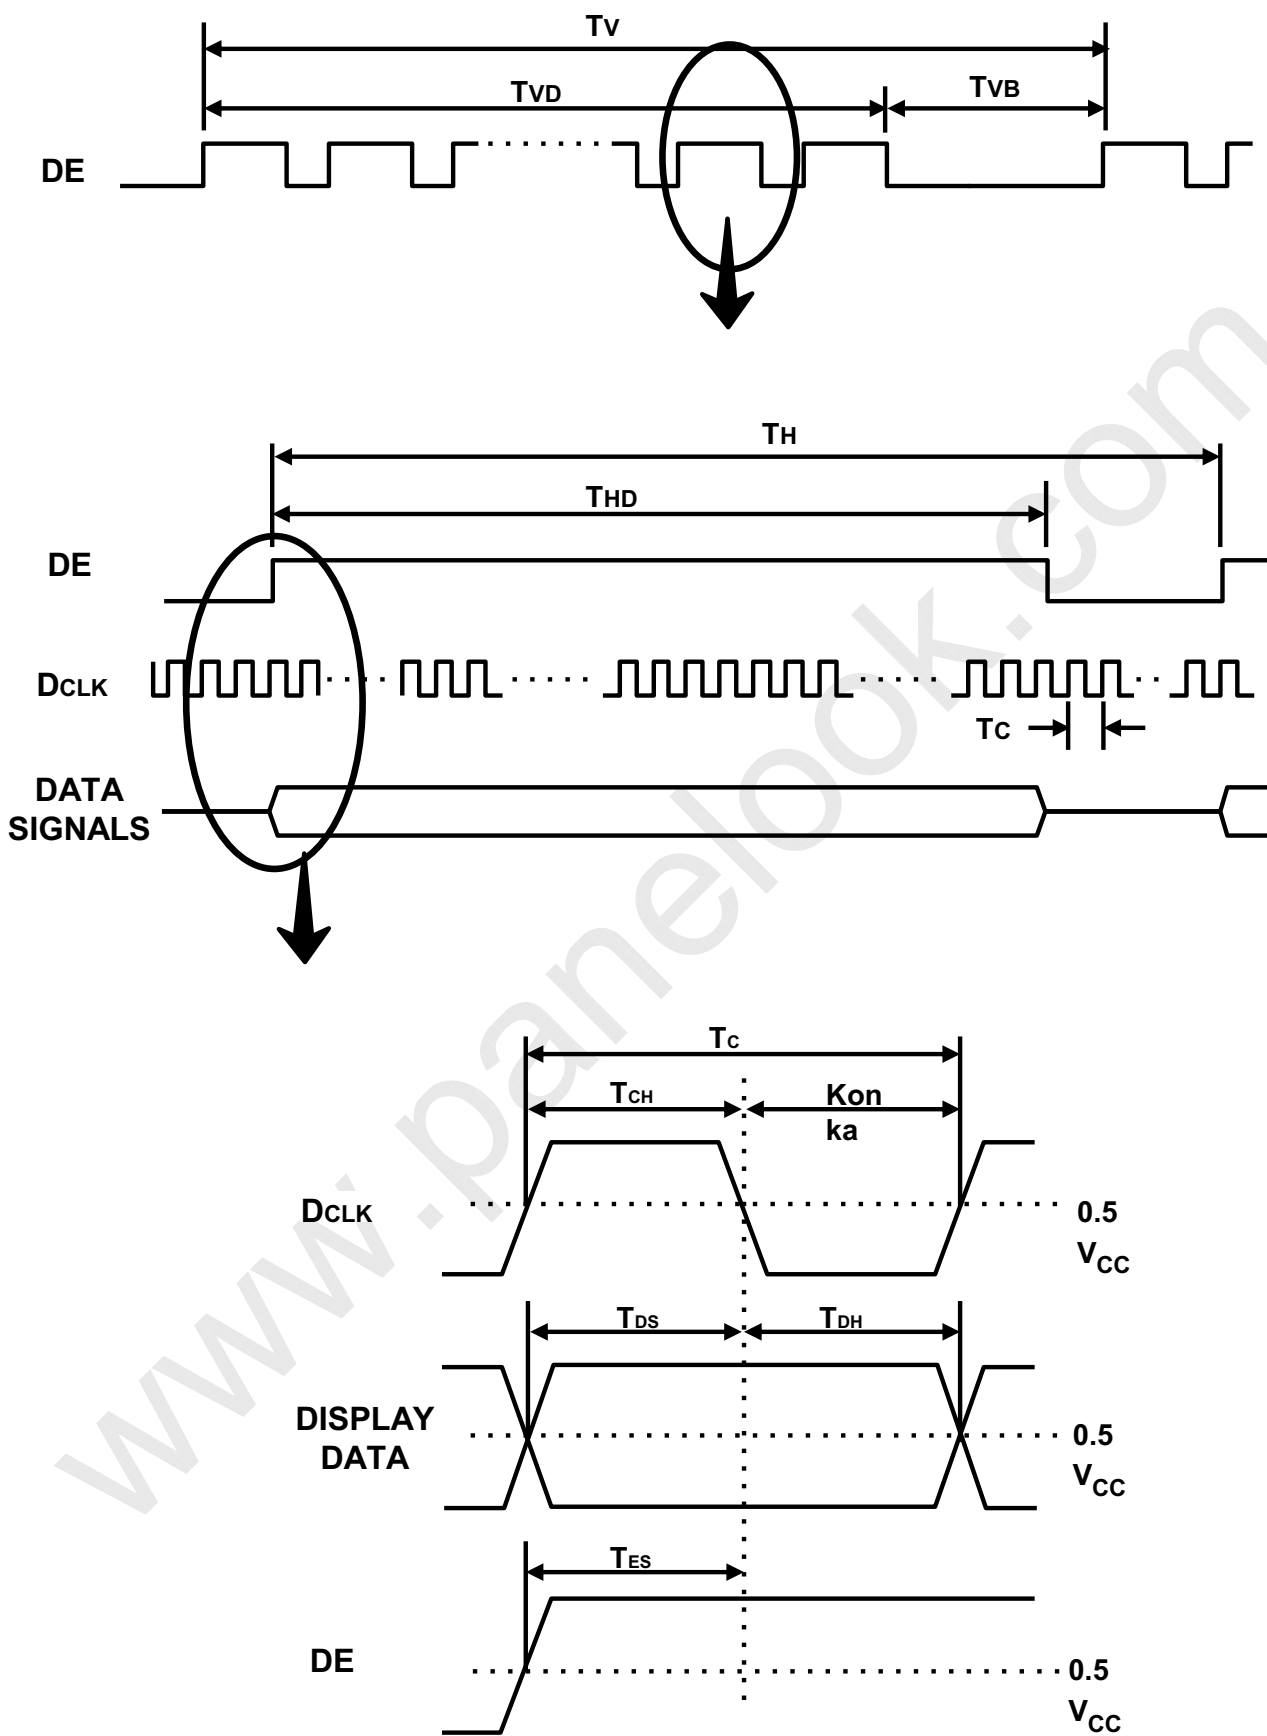 TV
TVD
TVB
DE
TH
THD
DE
DCLK
TC
DATA
SIGNALS
TC
TCH
Kon
ka
DCLK
0.5
VCC
TDS
TDH
DISPLAY
DATA
0.5
VCC
TES
DE
0.5
VCC
www.panelook.com